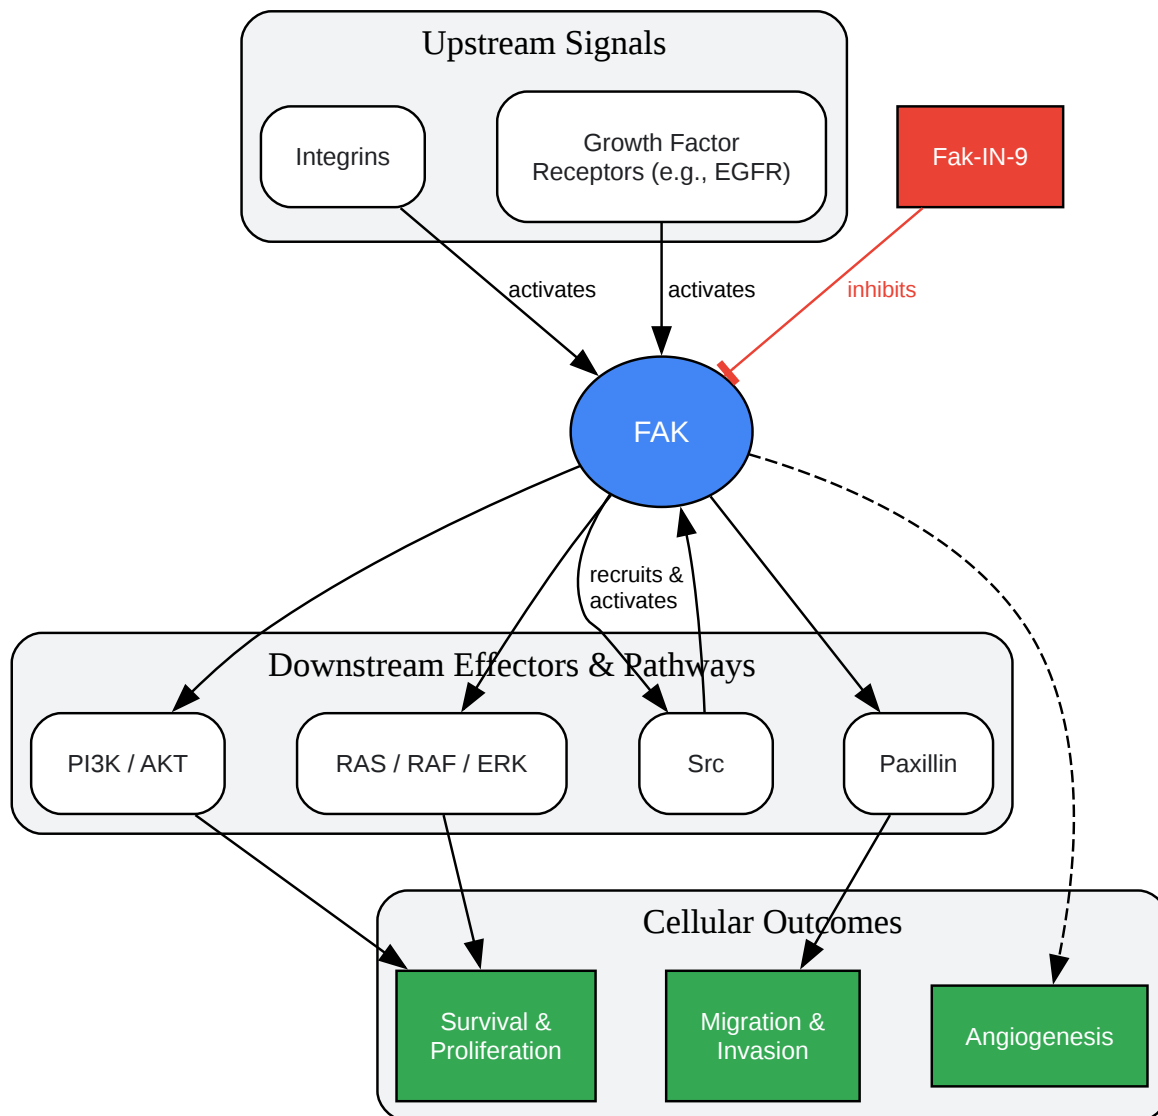 Upstream Signals
Integrins
Growth Factor
Receptors (e.g., EGFR)
Fak-IN-9
activates
activates
inhibits
FAK
recruits &
activates
Downstream Effectors & Pathways
PI3K / AKT
RAS / RAF / ERK
Src
Paxillin
Cellular Outcomes
Survival &
Proliferation
Migration &
Invasion
Angiogenesis